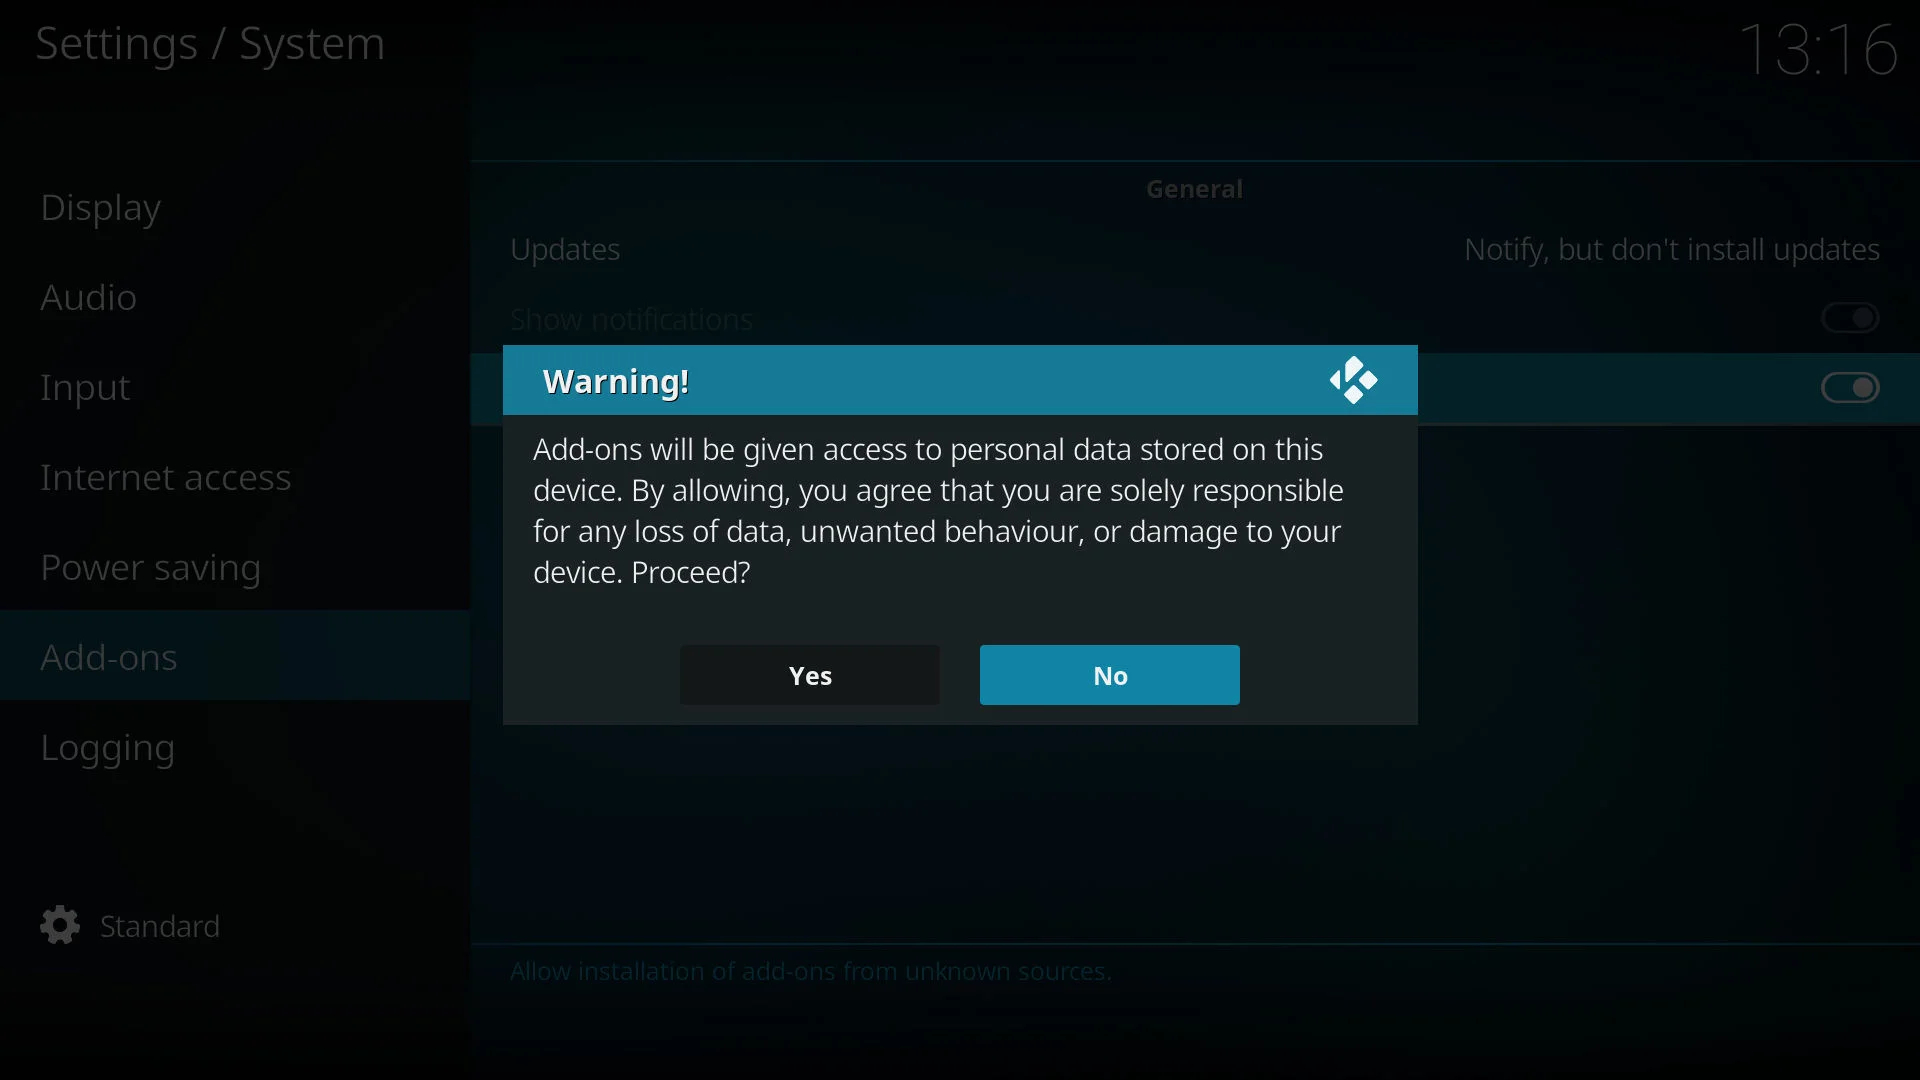 Settings / System
13:16
Display
Audio
Input
Internet access
Power saving
Add-ons
Logging
Standard
General
Updates
Notify, but don't install updates
Show notifications
Warning!
Add-ons will be given access to personal data stored on this
device. By allowing, you agree that you are solely responsible
for any loss of data, unwanted behaviour, or damage to your
device. Proceed?
Yes
No
Allow installation of add-ons from unknown sources.